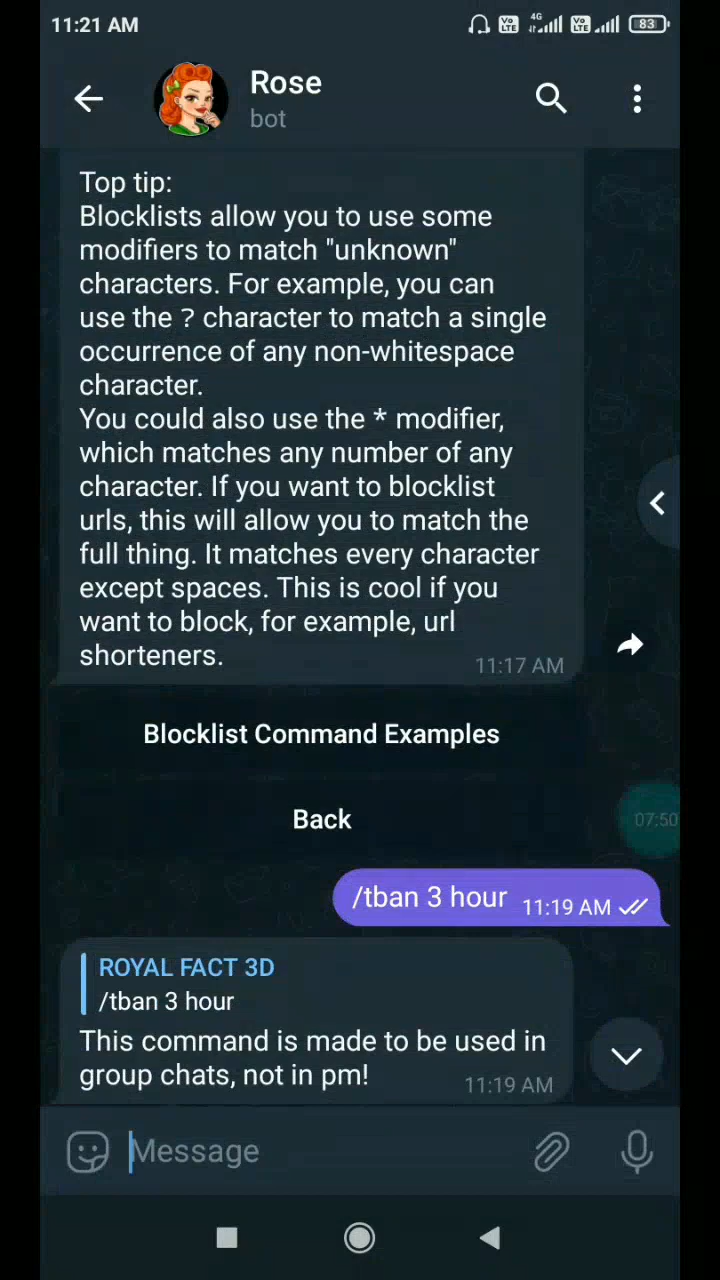 11:21 AM
Vo LTE 4G Vo LTE 83
Rose
bot
Top tip:
Blocklists allow you to use some
modifiers to match "unknown"
characters. For example, you can
use the ? character to match a single
occurrence of any non-whitespace
character.
You could also use the * modifier,
which matches any number of any
character. If you want to blocklist
urls, this will allow you to match the
full thing. It matches every character
except spaces. This is cool if you
want to block, for example, url
shorteners.
11:17 AM
Blocklist Command Examples
Back
07:50
/tban 3 hour 11:19 AM
ROYAL FACT 3D
/tban 3 hour
This command is made to be used in
group chats, not in pm!
11:19 AM
Message